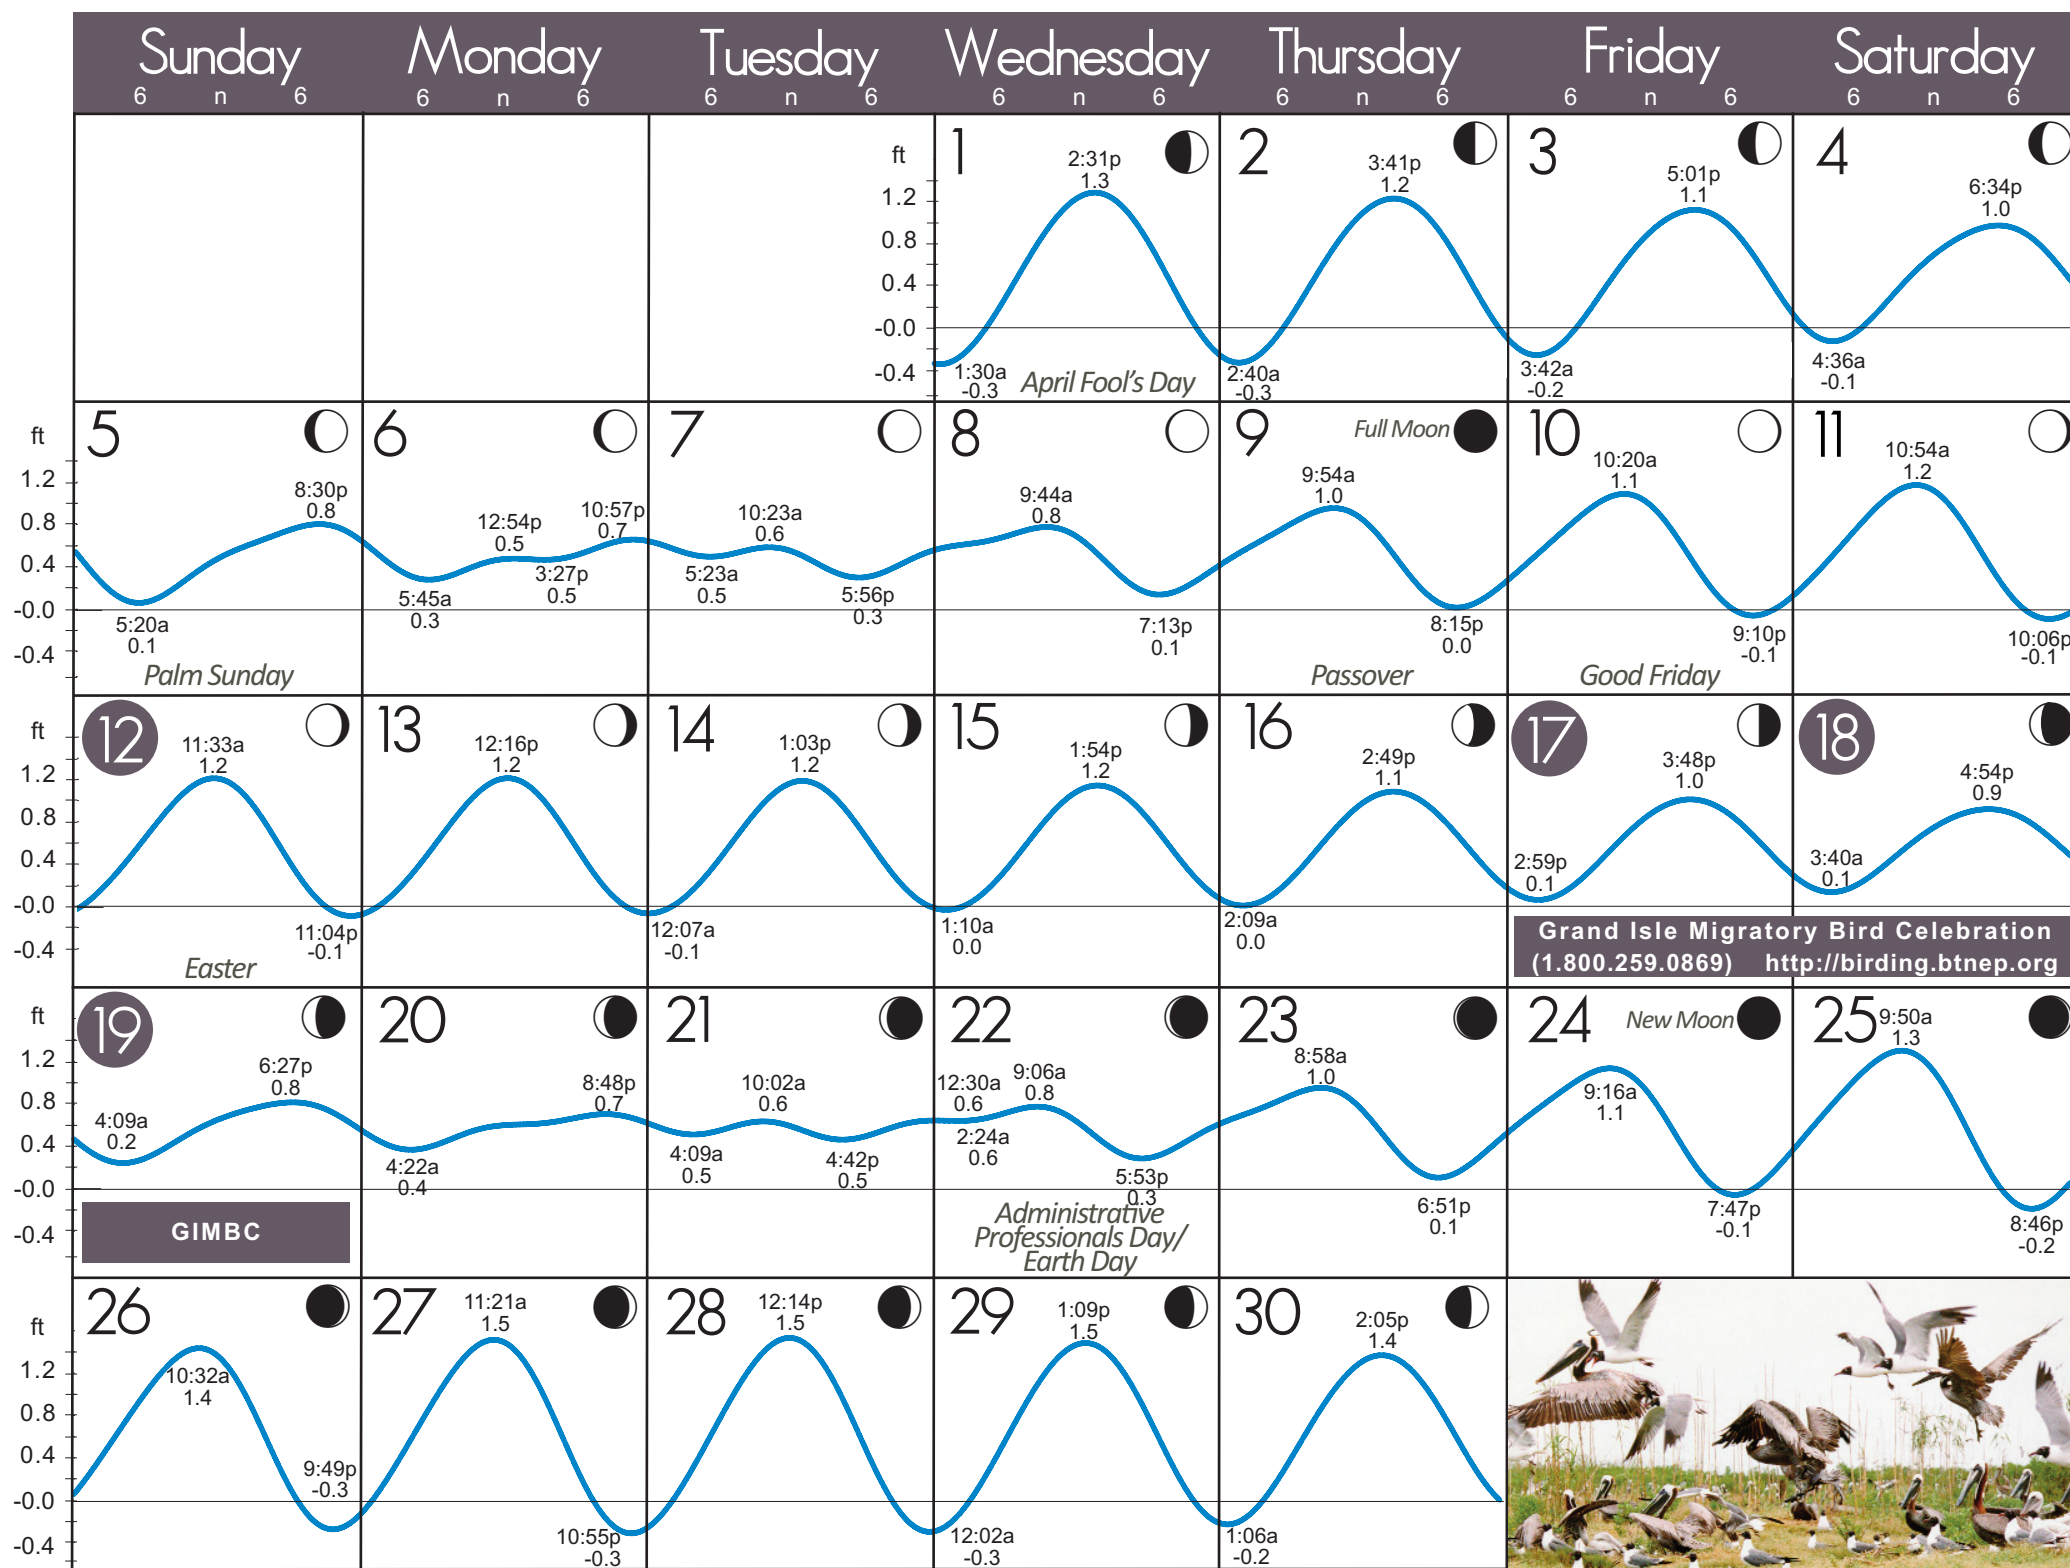 Sunday Monday Tuesday Wednesday Thursday Friday Saturday
6 n 6 6 n 6 6 n 6 6 n 6 6 n 6 6 n 6 6 n 6
ft
1.2
0.8
0.4
-0.0
-0.4
1
2:31p
1.3
1:30a
-0.3
April Fool's Day
2
3:41p
1.2
2:40a
-0.3
3
5:01p
1.1
3:42a
-0.2
4
6:34p
1.0
4:36a
-0.1
ft
1.2
0.8
0.4
-0.0
-0.4
5
8:30p
0.8
5:20a
0.1
Palm Sunday
6
12:54p
0.5
10:57p
0.7
3:27p
0.5
5:45a
0.3
7
10:23a
0.6
5:23a
0.5
5:56p
0.3
8
9:44a
0.8
7:13p
0.1
9
Full Moon
9:54a
1.0
8:15p
0.0
Passover
10
10:20a
1.1
9:10p
-0.1
Good Friday
11
10:54a
1.2
10:06p
-0.1
ft
1.2
0.8
0.4
-0.0
-0.4
12
11:33a
1.2
11:04p
-0.1
Easter
13
12:16p
1.2
14
1:03p
1.2
12:07a
-0.1
15
1:54p
1.2
1:10a
0.0
16
2:49p
1.1
2:09a
0.0
17
3:48p
1.0
2:59p
0.1
18
4:54p
0.9
3:40a
0.1
Grand Isle Migratory Bird Celebration
(1.800.259.0869) http://birding.btnep.org
ft
1.2
0.8
0.4
-0.0
-0.4
19
6:27p
0.8
4:09a
0.2
GIMBC
20
8:48p
0.7
4:22a
0.4
21
10:02a
0.6
4:09a
0.5
4:42p
0.5
22
12:30a
0.6
9:06a
0.8
2:24a
0.6
5:53p
0.3
Administrative
Professionals Day/
Earth Day
23
8:58a
1.0
6:51p
0.1
24
New Moon
9:16a
1.1
7:47p
-0.1
25
9:50a
1.3
8:46p
-0.2
ft
1.2
0.8
0.4
-0.0
-0.4
26
10:32a
1.4
9:49p
-0.3
27
11:21a
1.5
10:55p
-0.3
28
12:14p
1.5
29
1:09p
1.5
12:02a
-0.3
30
2:05p
1.4
1:06a
-0.2